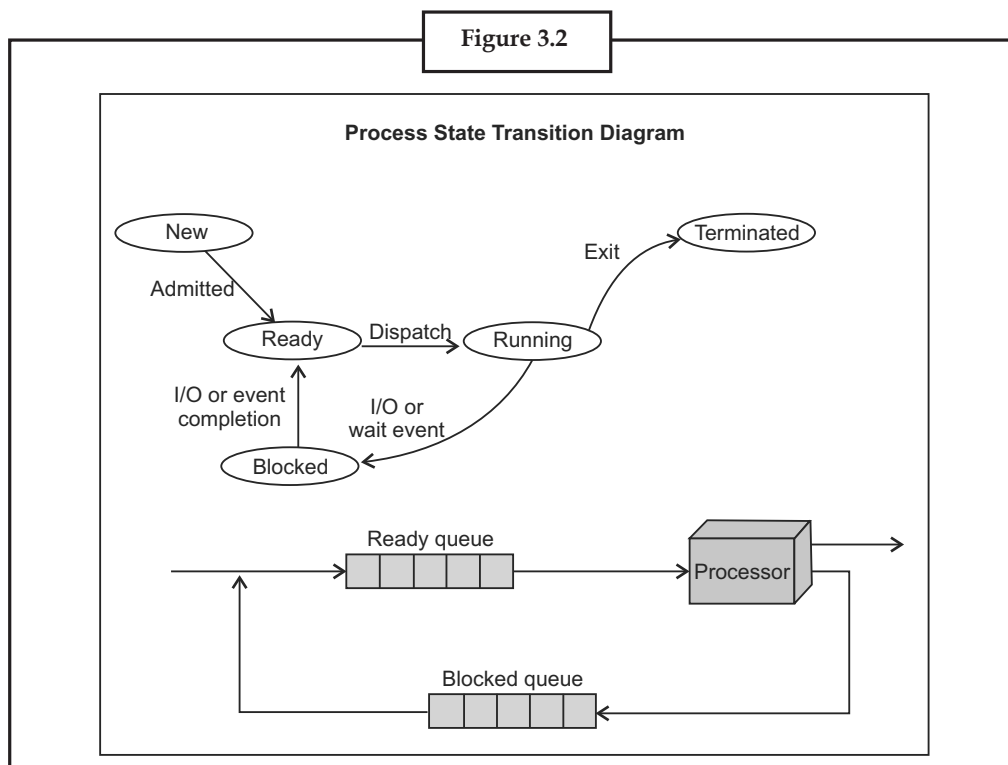 Figure 3.2
Process State Transition Diagram
New
Terminated
Exit
Admitted
Ready
Dispatch
Running
I/O or event
completion
I/O or
wait event
Blocked
Ready queue
Processor
Blocked queue